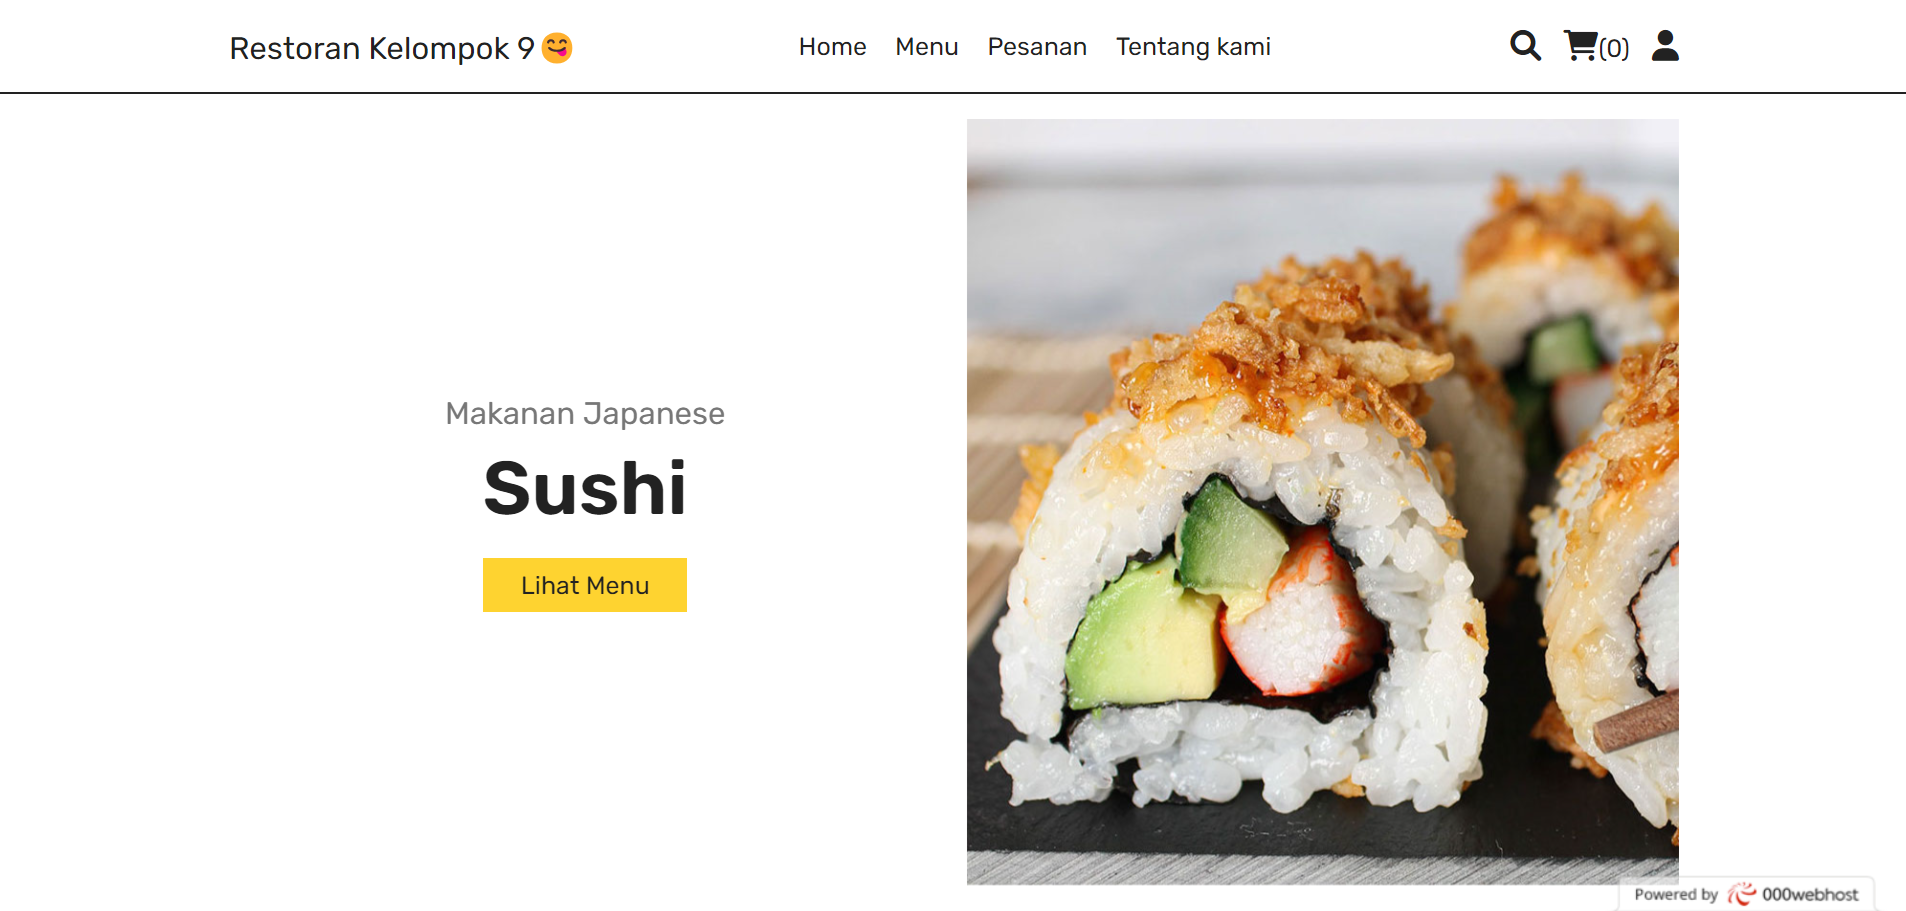 Restoran Kelompok 9 😋
Home Menu Pesanan Tentang kami
(0)
Makanan Japanese
Sushi
Lihat Menu
Powered by 000webhost